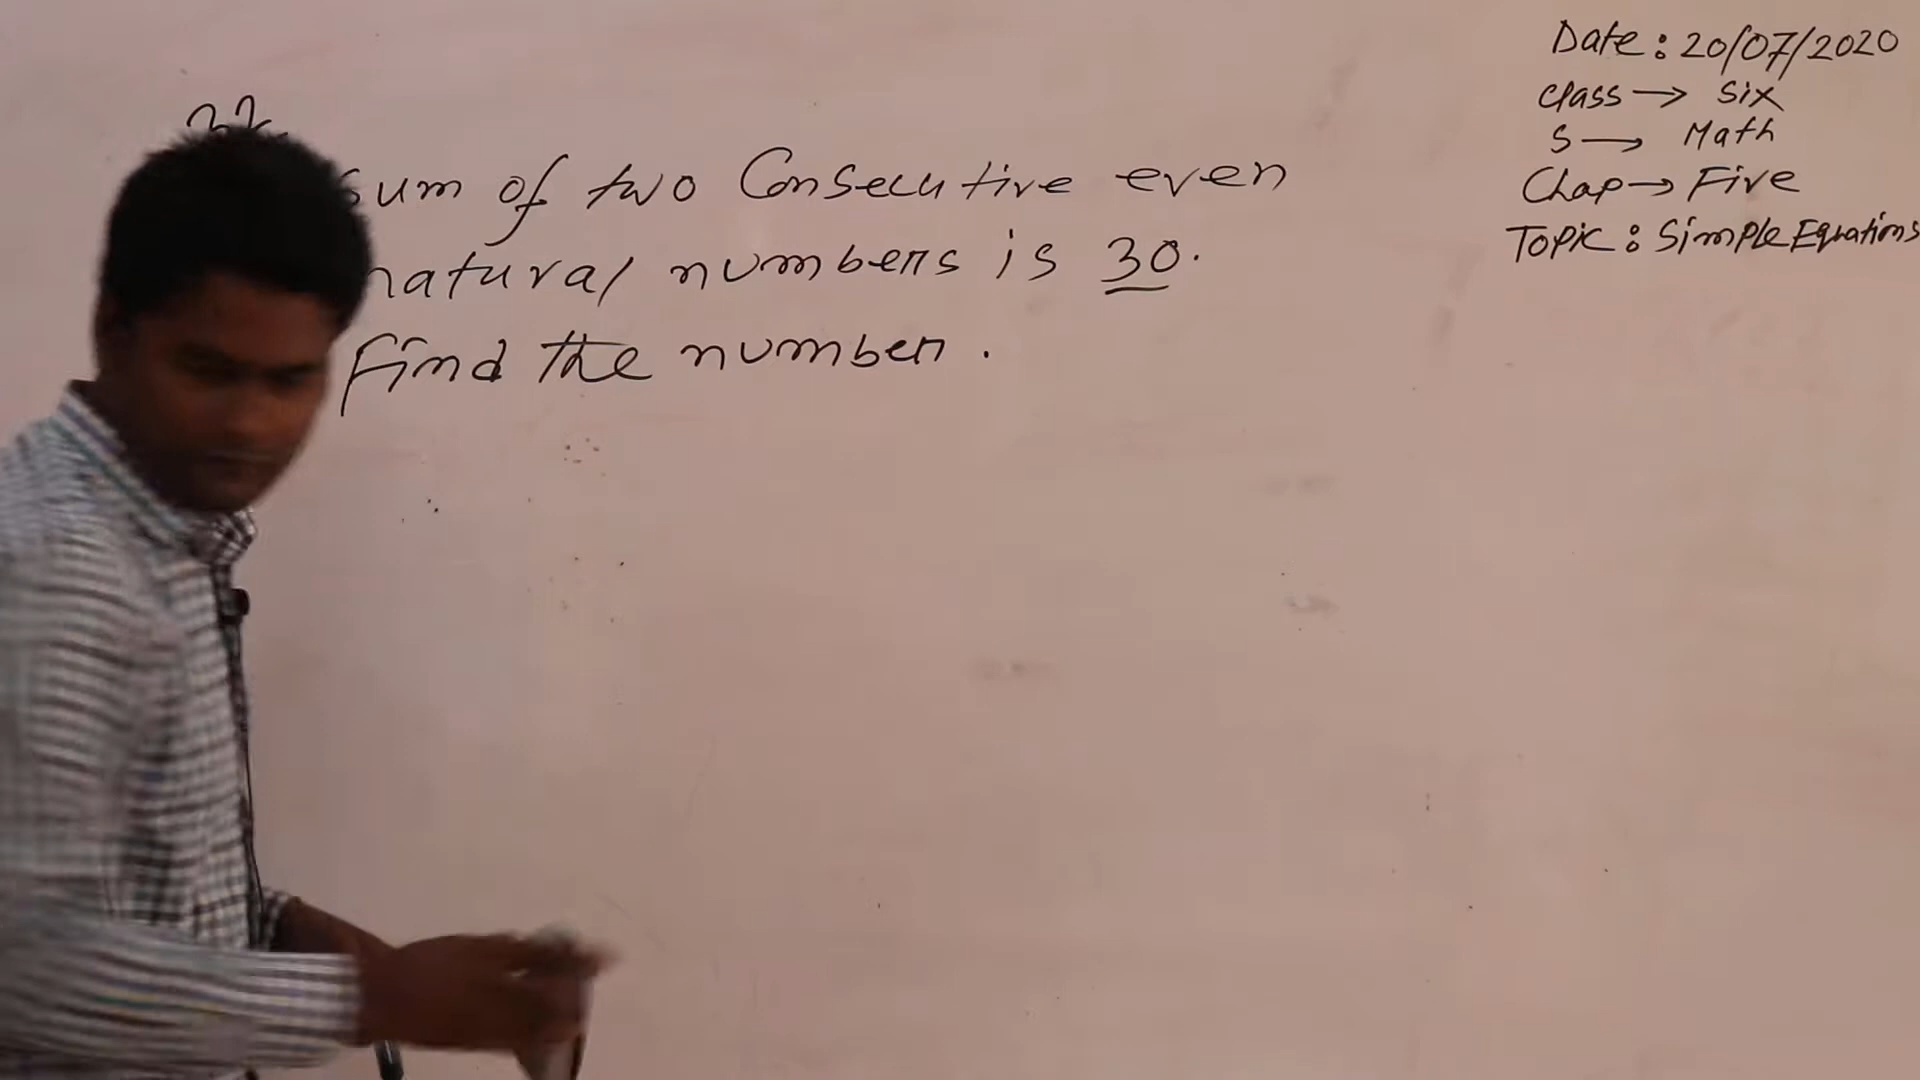 sum of two Consecutive even
natural numbers is 30.
Find the number.
Date: 20/07/2020
Class → Six
S → Math
Chap → Five
Topic: Simple Equations